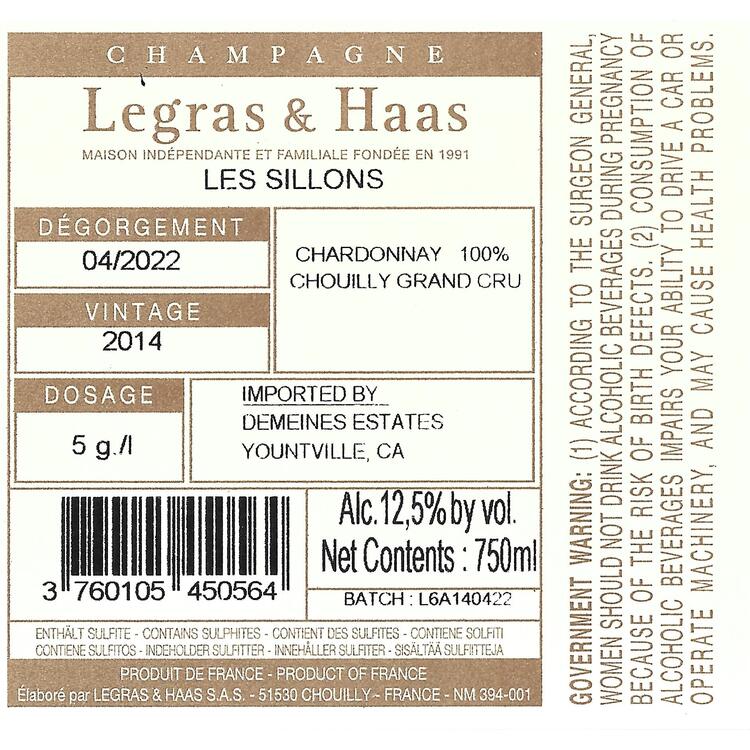 CHAMPAGNE
Legras & Haas
MAISON INDÉPENDANTE ET FAMILIALE FONDÉE EN 1991
LES SILLONS
DÉGORGEMENT
04/2022
VINTAGE
2014
CHARDONNAY 100%
CHOUILLY GRAND CRU
DOSAGE
5 g./l
IMPORTED BY
DEMEINES ESTATES
YOUNTVILLE, CA
3 760105 450564
Alc.12,5% by vol.
Net Contents : 750ml
BATCH : L6A140422
ENTHÄLT SULFITE - CONTAINS SULPHITES - CONTIENT DES SULFITES - CONTIENE SOLFITI
CONTIENE SULFITOS - INDEHOLDER SULFITTER - INNEHÅLLER SULFITER - SISÄLTÄÄ SULFIITTEJA
PRODUIT DE FRANCE - PRODUCT OF FRANCE
Élaboré par LEGRAS & HAAS S.A.S. - 51530 CHOUILLY - FRANCE - NM 394-001
GOVERNMENT WARNING: (1) ACCORDING TO THE SURGEON GENERAL,
WOMEN SHOULD NOT DRINK ALCOHOLIC BEVERAGES DURING PREGNANCY
BECAUSE OF THE RISK OF BIRTH DEFECTS. (2) CONSUMPTION OF
ALCOHOLIC BEVERAGES IMPAIRS YOUR ABILITY TO DRIVE A CAR OR
OPERATE MACHINERY, AND MAY CAUSE HEALTH PROBLEMS.